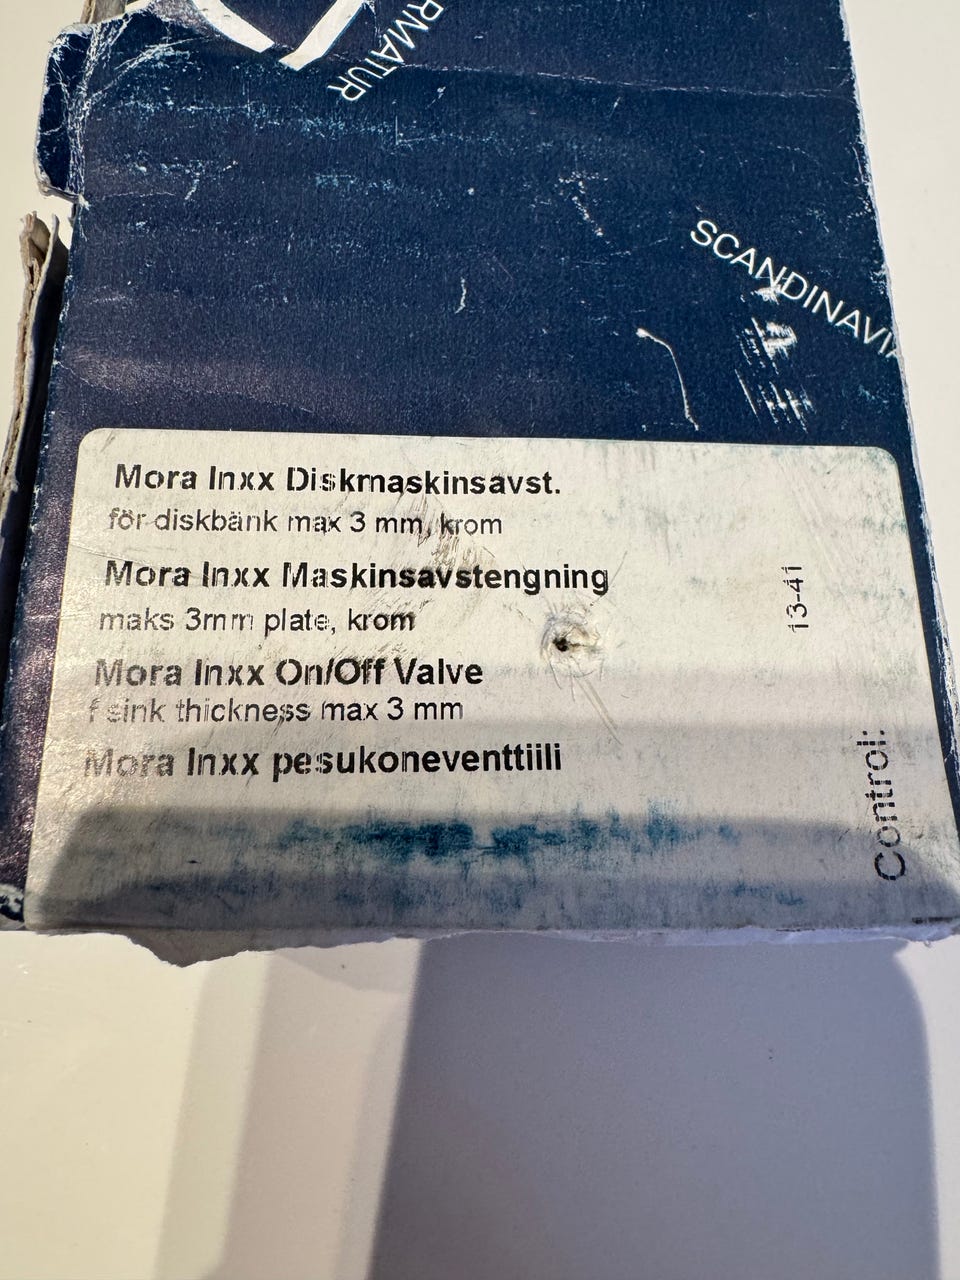 RMATUR
SCANDINAVI
Mora Inxx Diskmaskinsavst.
för diskbänk max 3 mm, krom
Mora Inxx Maskinsavstengning
maks 3mm plate, krom
Mora Inxx On/Off Valve
f sink thickness max 3 mm
Mora Inxx pesukoneventtiili
13-41
Control: